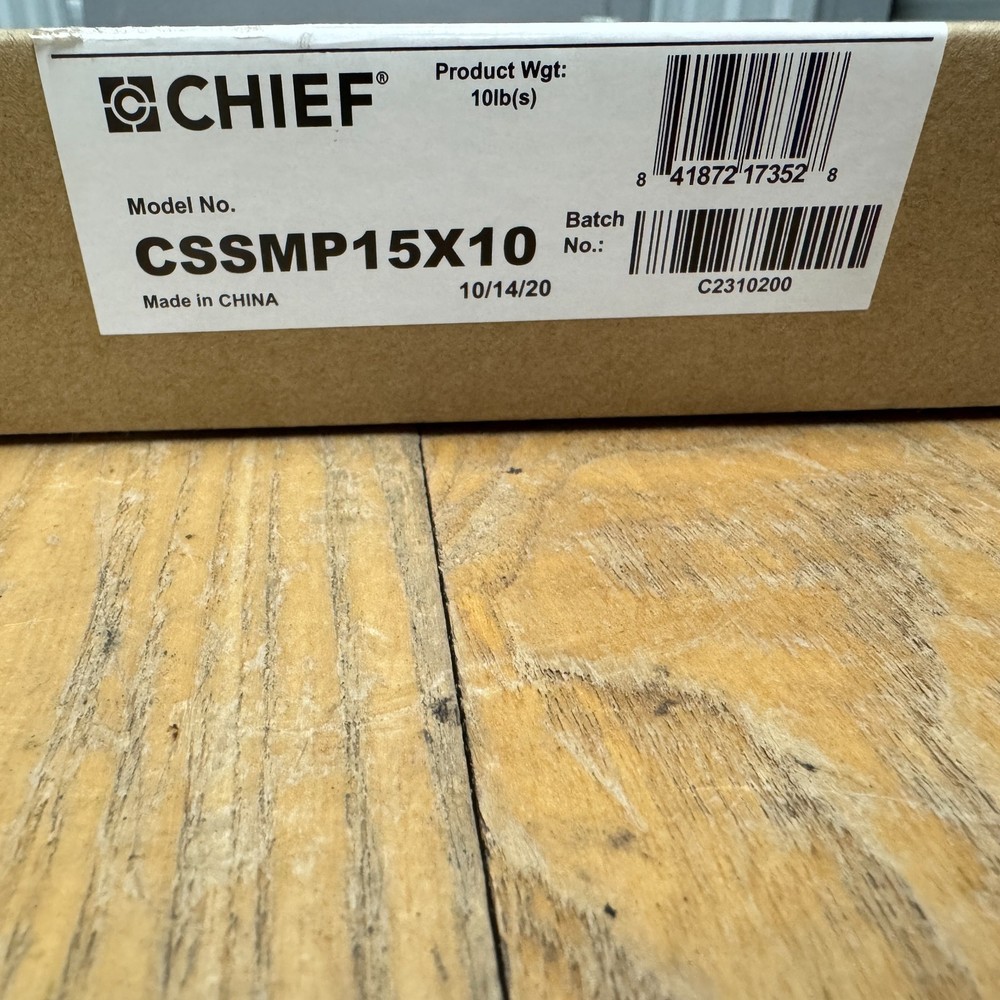 CHIEF®
Product Wgt:
10lb(s)
8 41872 17352 8
Model No.
CSSMP15X10
Batch
No.:
Made in CHINA
10/14/20
C2310200